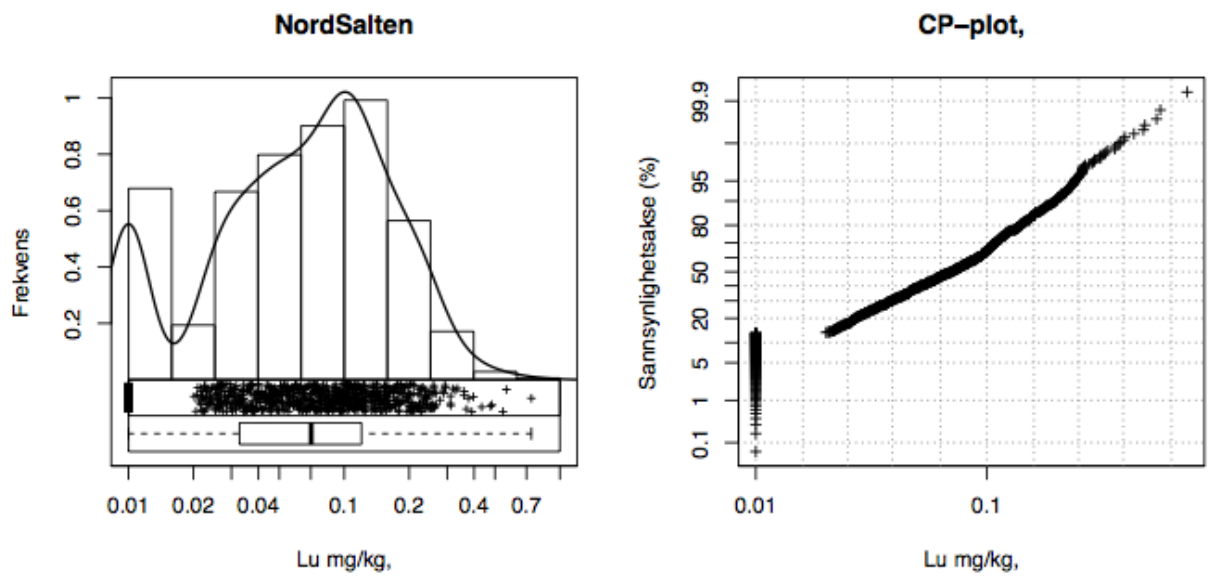 NordSalten
Frekvens
1
0.8
0.6
0.4
0.2
0.01 0.02 0.04 0.1 0.2 0.4 0.7
Lu mg/kg,
CP–plot,
Sannsynlighetsakse (%)
99.9
95
80
50
20
5
1
0.1
0.01 0.1
Lu mg/kg,